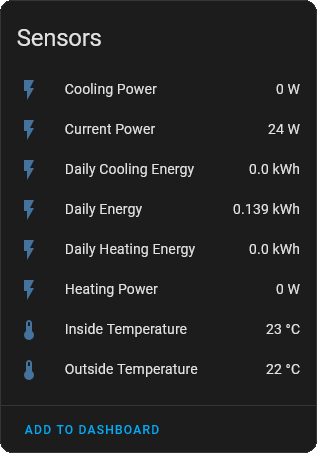 Sensors
Cooling Power 0 W
Current Power 24 W
Daily Cooling Energy 0.0 kWh
Daily Energy 0.139 kWh
Daily Heating Energy 0.0 kWh
Heating Power 0 W
Inside Temperature 23 °C
Outside Temperature 22 °C
ADD TO DASHBOARD